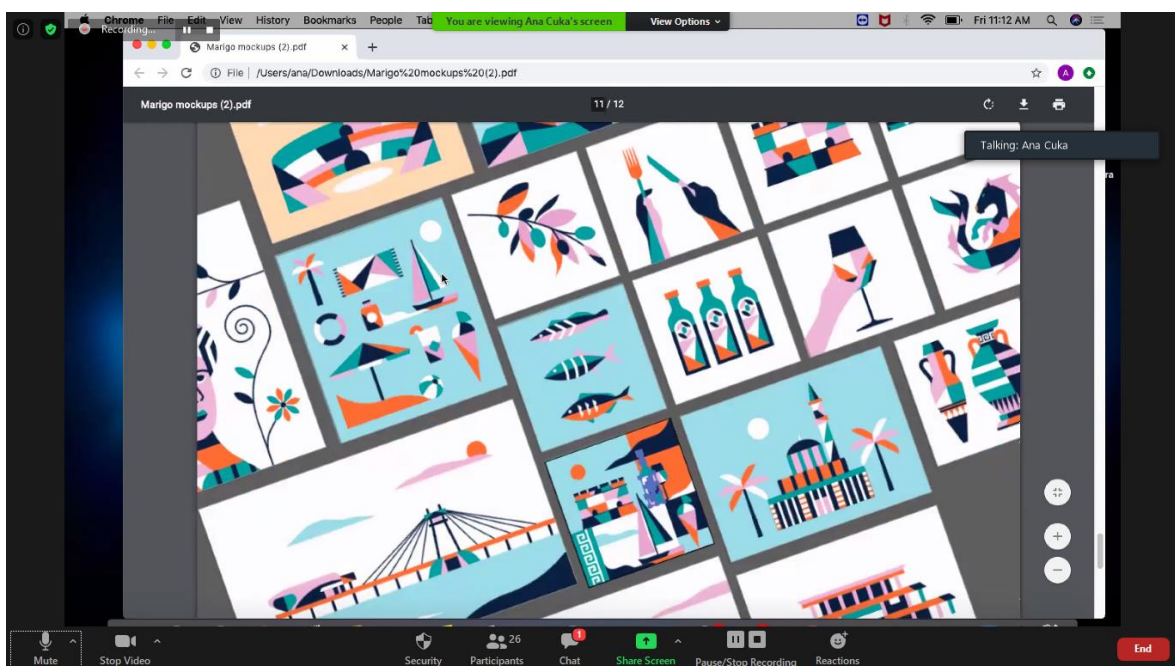 Chrome File Edit View History Bookmarks People Tab
You are viewing Ana Cuka's screen
View Options
Fri 11:12 AM
Recording...
Marigo mockups (2).pdf
File | /Users/ana/Downloads/Marigo%20mockups%20(2).pdf
A
Marigo mockups (2).pdf
11 / 12
Talking: Ana Cuka
ra
Mute
Stop Video
Security
26
Participants
1
Chat
Share Screen
Pause/Stop Recording
Reactions
End